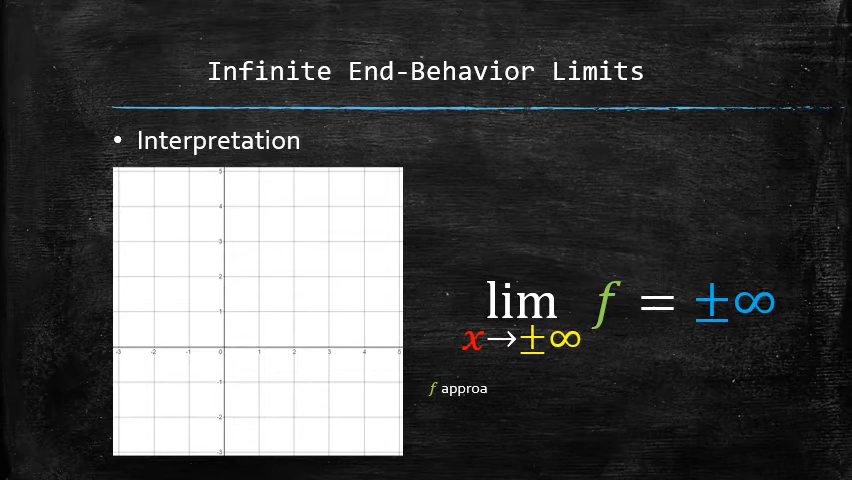 Infinite End-Behavior Limits
• Interpretation
5
4
3
2
1
0
-3 -2 -1 0 1 2 3 4 5
-1
-2
-3
lim f = ±∞
x→±∞
f approa